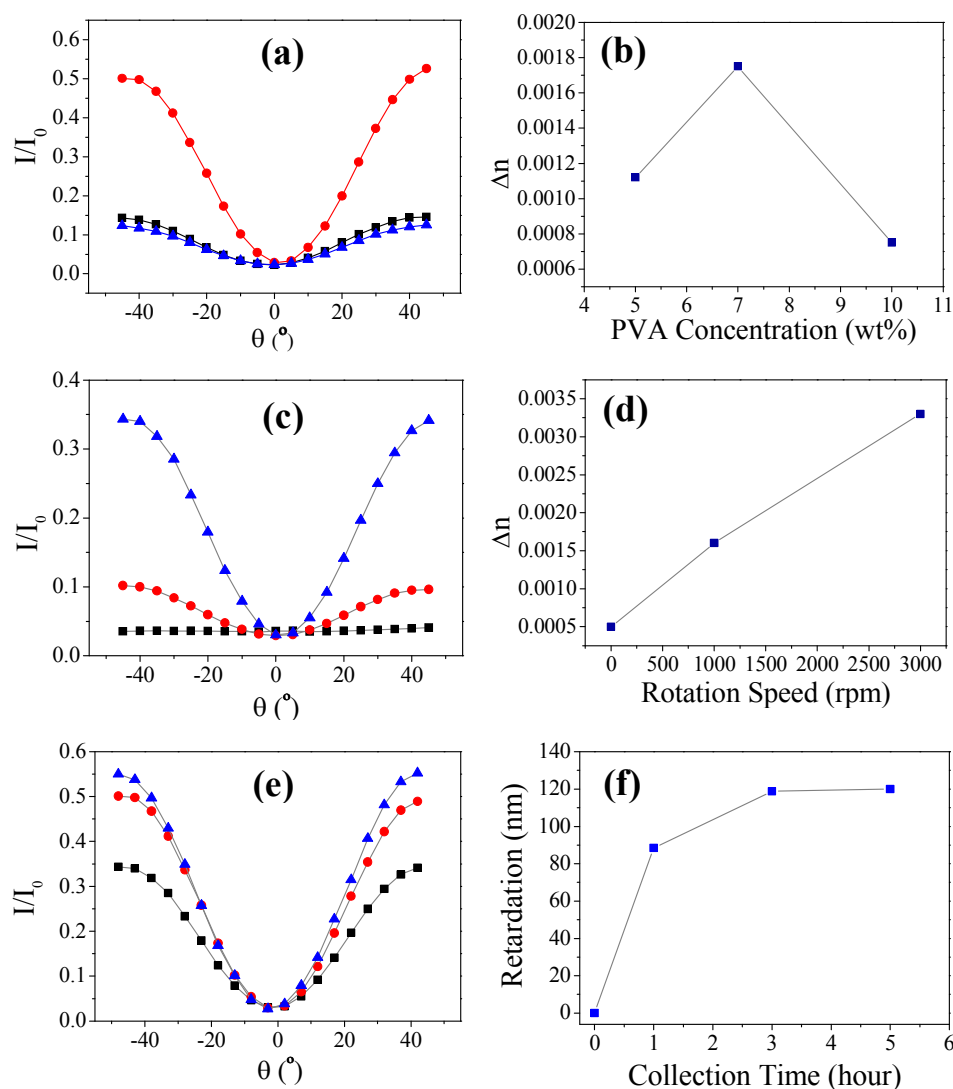 (a)
I/I0
0.6
0.5
0.4
0.3
0.2
0.1
0.0
-40 -20 0 20 40
θ (°)
(b)
Δn
0.0020
0.0018
0.0016
0.0014
0.0012
0.0010
0.0008
0.0006
4 5 6 7 8 9 10 11
PVA Concentration (wt%)
(c)
I/I0
0.4
0.3
0.2
0.1
0.0
-40 -20 0 20 40
θ (°)
(d)
Δn
0.0035
0.0030
0.0025
0.0020
0.0015
0.0010
0.0005
0 500 1000 1500 2000 2500 3000
Rotation Speed (rpm)
(e)
I/I0
0.6
0.5
0.4
0.3
0.2
0.1
0.0
-40 -20 0 20 40
θ (°)
(f)
Retardation (nm)
140
120
100
80
60
40
20
0
0 1 2 3 4 5 6
Collection Time (hour)